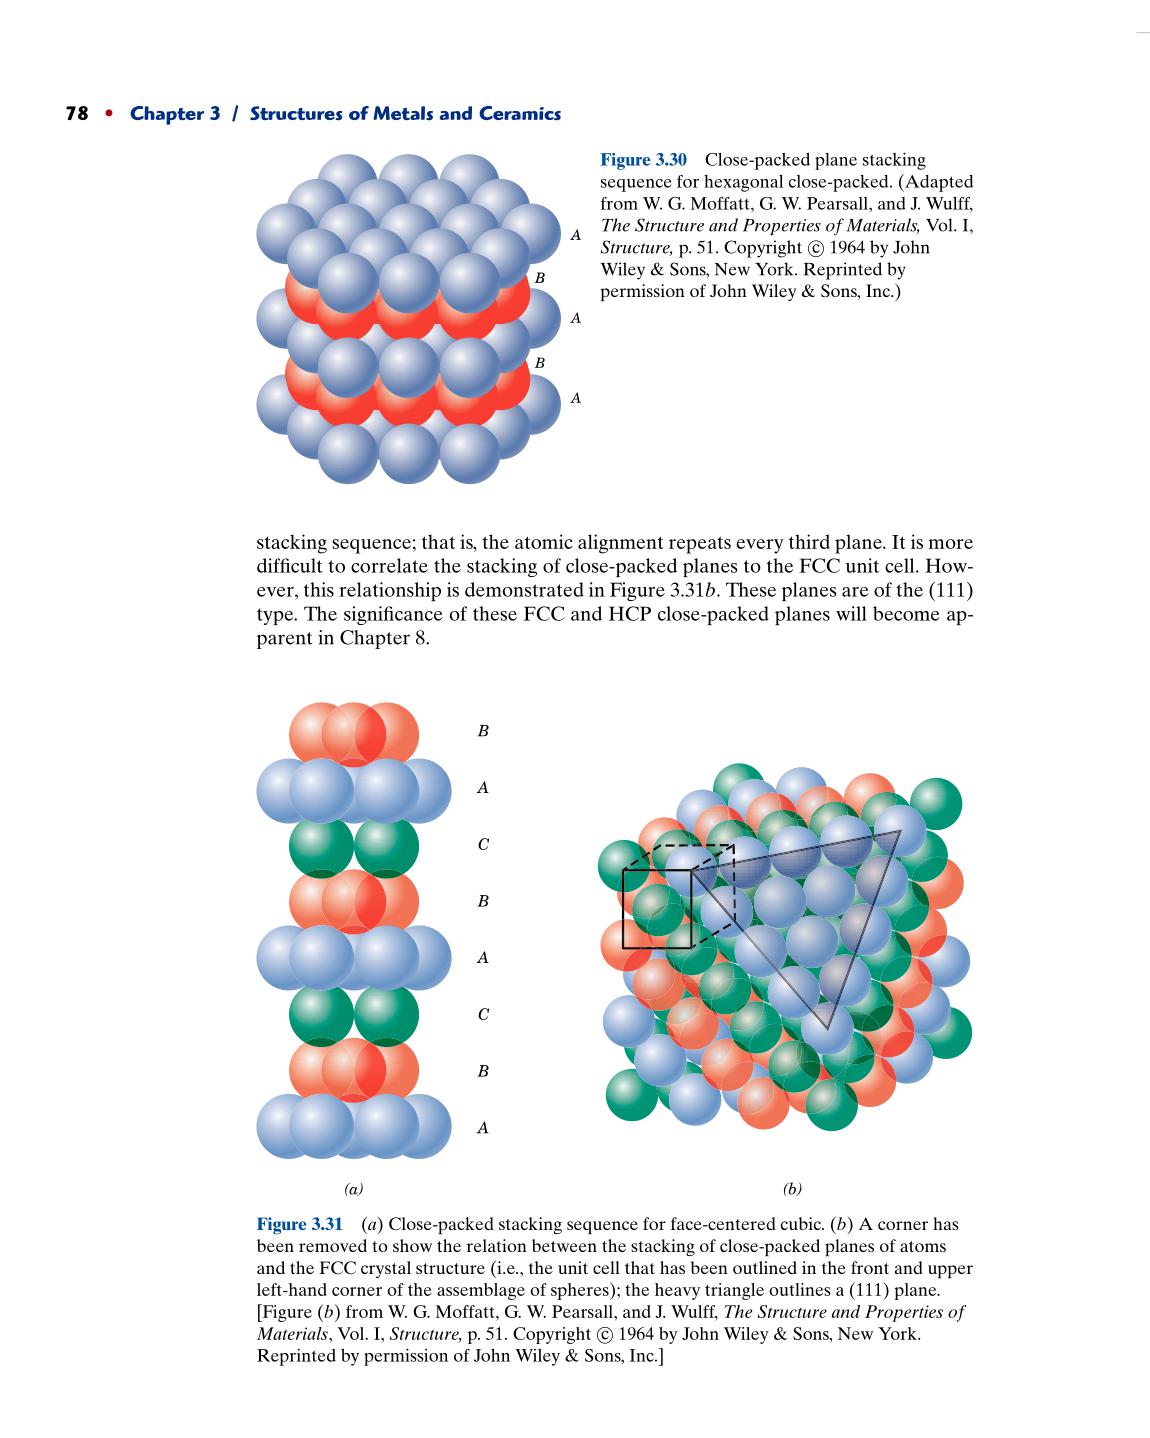 78 • Chapter 3 / Structures of Metals and Ceramics
Figure 3.30 Close-packed plane stacking
sequence for hexagonal close-packed. (Adapted
from W. G. Moffatt, G. W. Pearsall, and J. Wulff,
The Structure and Properties of Materials, Vol. I,
Structure, p. 51. Copyright © 1964 by John
Wiley & Sons, New York. Reprinted by
permission of John Wiley & Sons, Inc.)
A
B
A
B
A
stacking sequence; that is, the atomic alignment repeats every third plane. It is more
difficult to correlate the stacking of close-packed planes to the FCC unit cell. How-
ever, this relationship is demonstrated in Figure 3.31b. These planes are of the (111)
type. The significance of these FCC and HCP close-packed planes will become ap-
parent in Chapter 8.
B
A
C
B
A
C
B
A
(a)
(b)
Figure 3.31 (a) Close-packed stacking sequence for face-centered cubic. (b) A corner has
been removed to show the relation between the stacking of close-packed planes of atoms
and the FCC crystal structure (i.e., the unit cell that has been outlined in the front and upper
left-hand corner of the assemblage of spheres); the heavy triangle outlines a (111) plane.
[Figure (b) from W. G. Moffatt, G. W. Pearsall, and J. Wulff, The Structure and Properties of
Materials, Vol. I, Structure, p. 51. Copyright © 1964 by John Wiley & Sons, New York.
Reprinted by permission of John Wiley & Sons, Inc.]